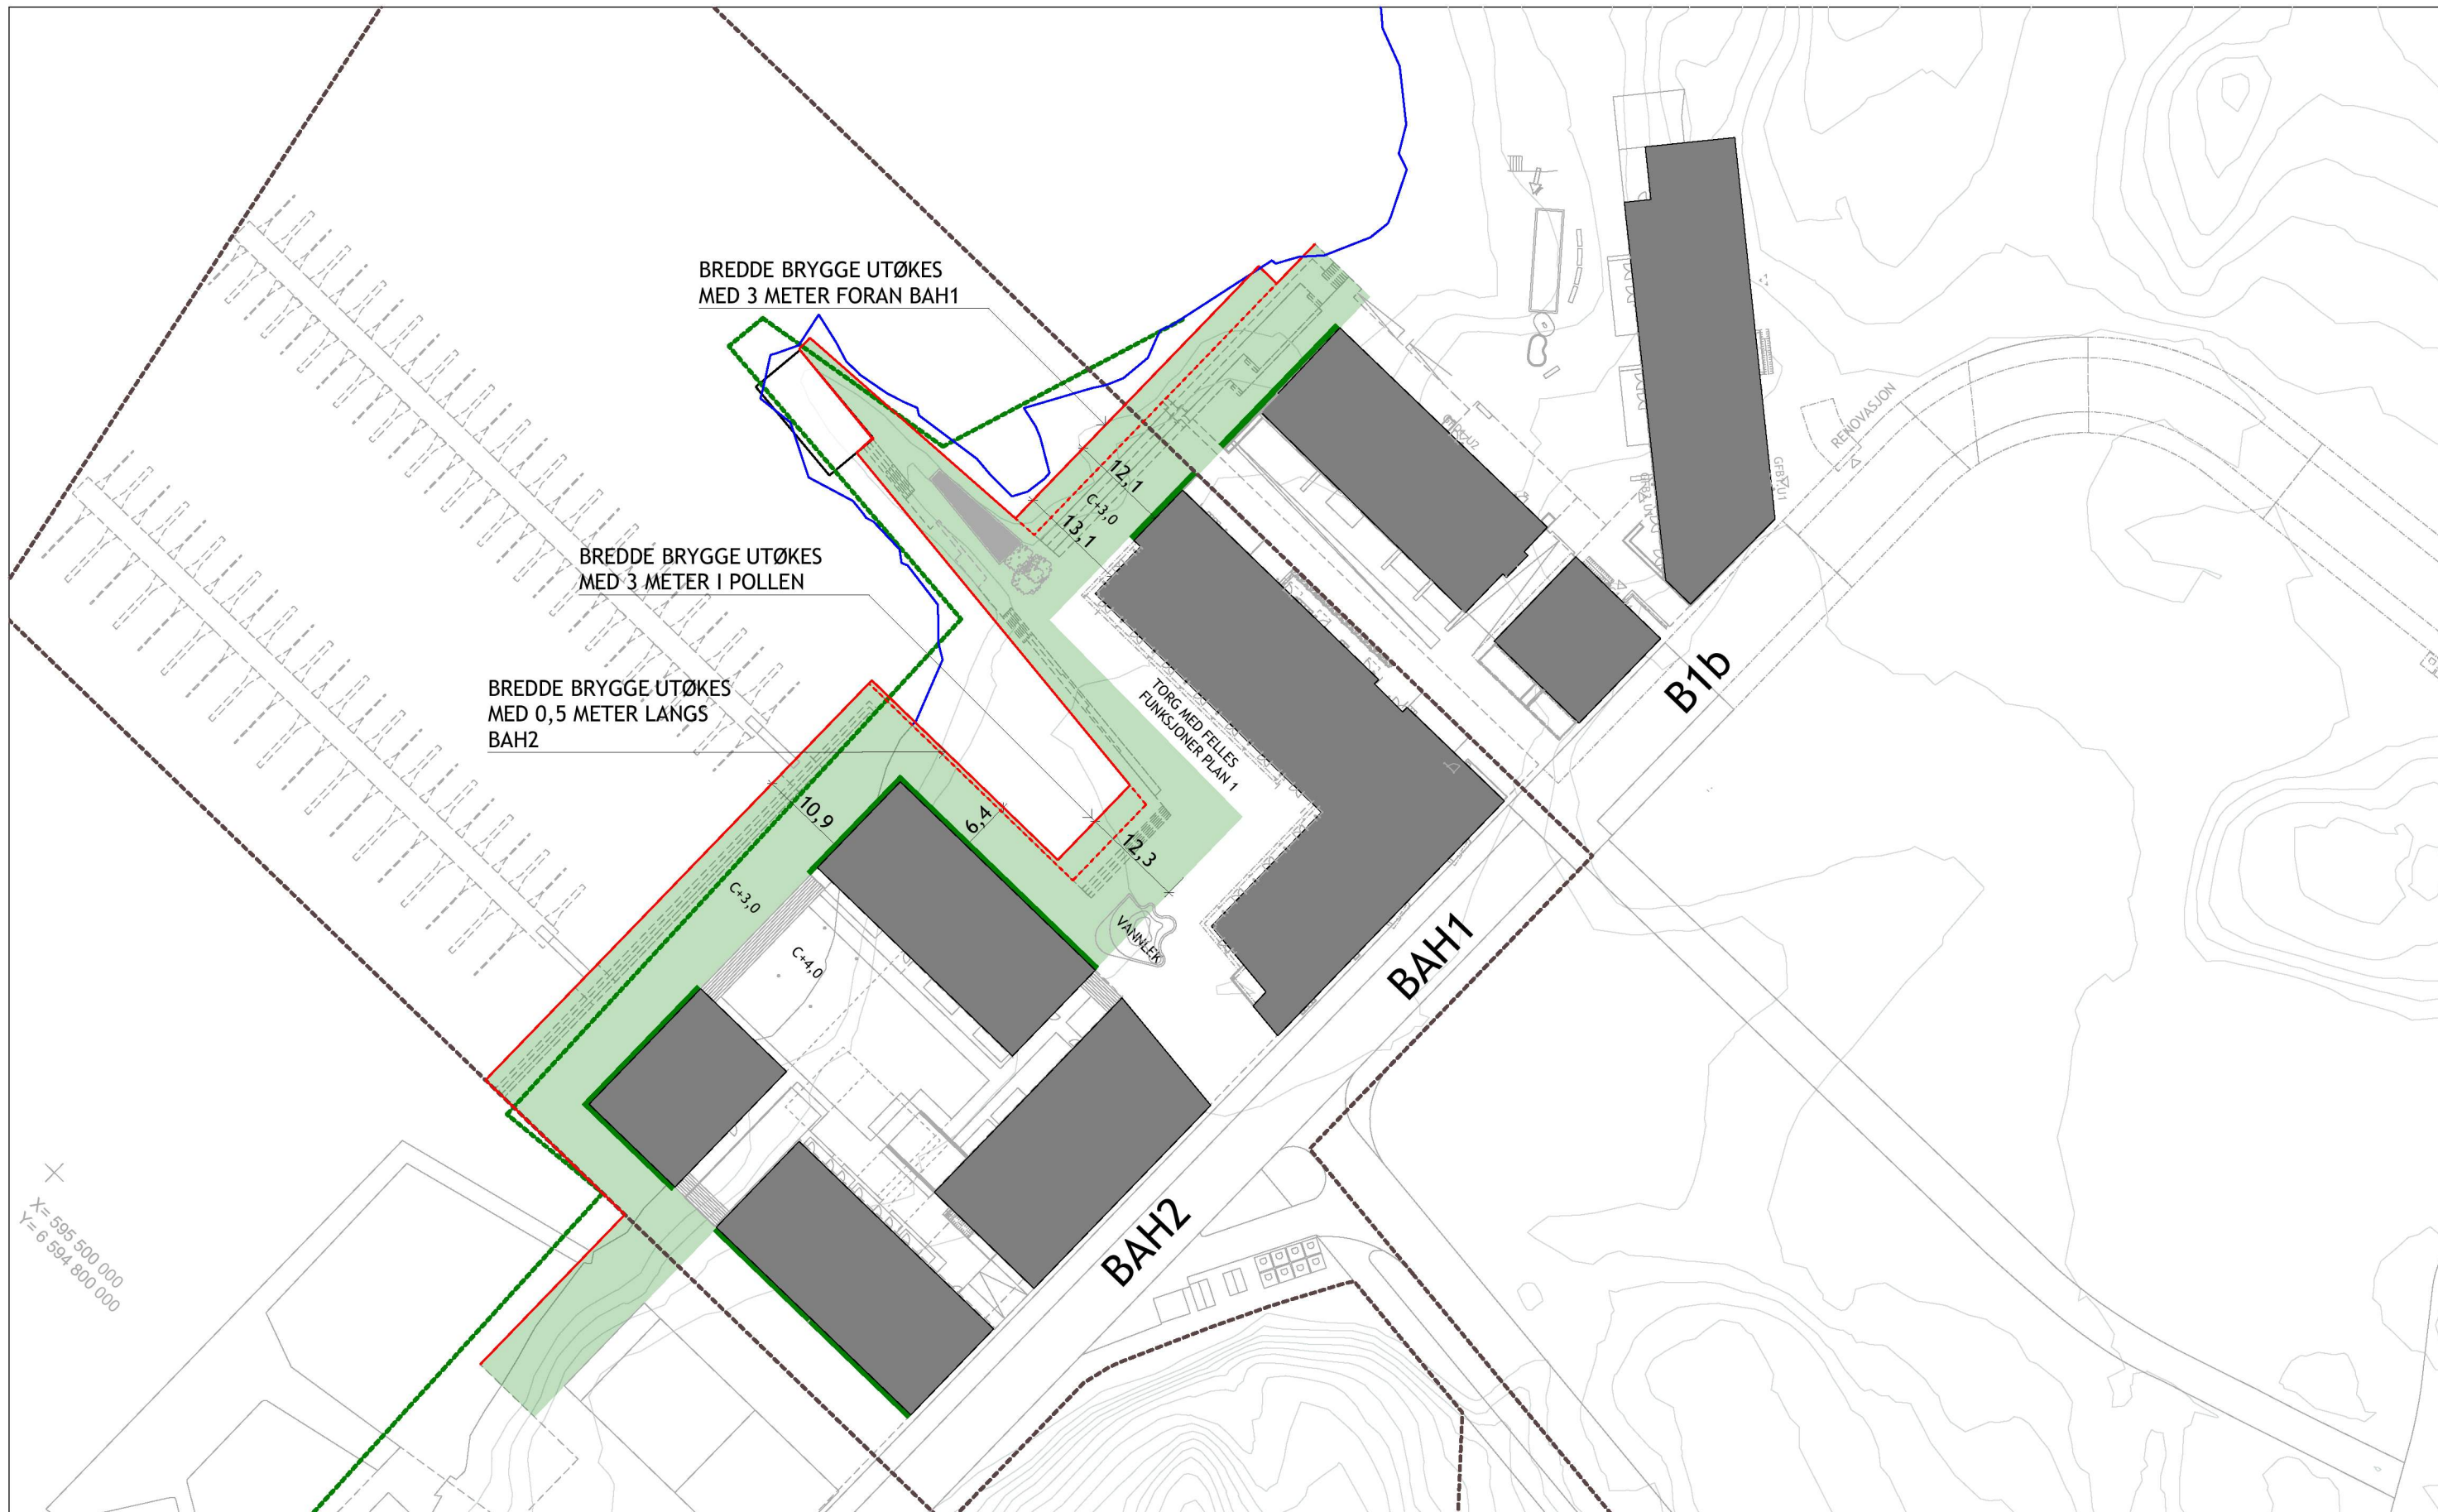 BREDDE BRYGGE UTØKES
MED 3 METER FORAN BAH1
RENOVASJON
12,1
C+3,0
13,1
BREDDE BRYGGE UTØKES
MED 3 METER I POLLEN
BREDDE BRYGGE UTØKES
MED 0,5 METER LANGS
BAH2
TORG MED FELLES
FUNKSJONER PLAN 1
B1b
10,9
6,4
12,3
C+3,0
VANNLEK
C+4,0
BAH1
BAH2
X= 595 500 000
Y= 6 594 800 000